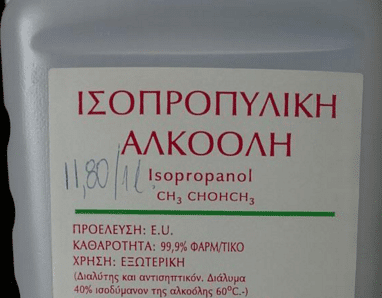 ΙΣΟΠΡΟΠΥΛΙΚΗ
ΑΛΚΟΟΛΗ
11,80/1L
Isopropanol
CH₃ CHOHCH₃
ΠΡΟΕΛΕΥΣΗ: E.U.
ΚΑΘΑΡΟΤΗΤΑ: 99,9% ΦΑΡΜ/ΤΙΚΟ
ΧΡΗΣΗ: ΕΞΩΤΕΡΙΚΗ
(Διαλύτης και αντισηπτικόν. Διάλυμα
40% ισοδύμανον της αλκοόλης 60°C.-)